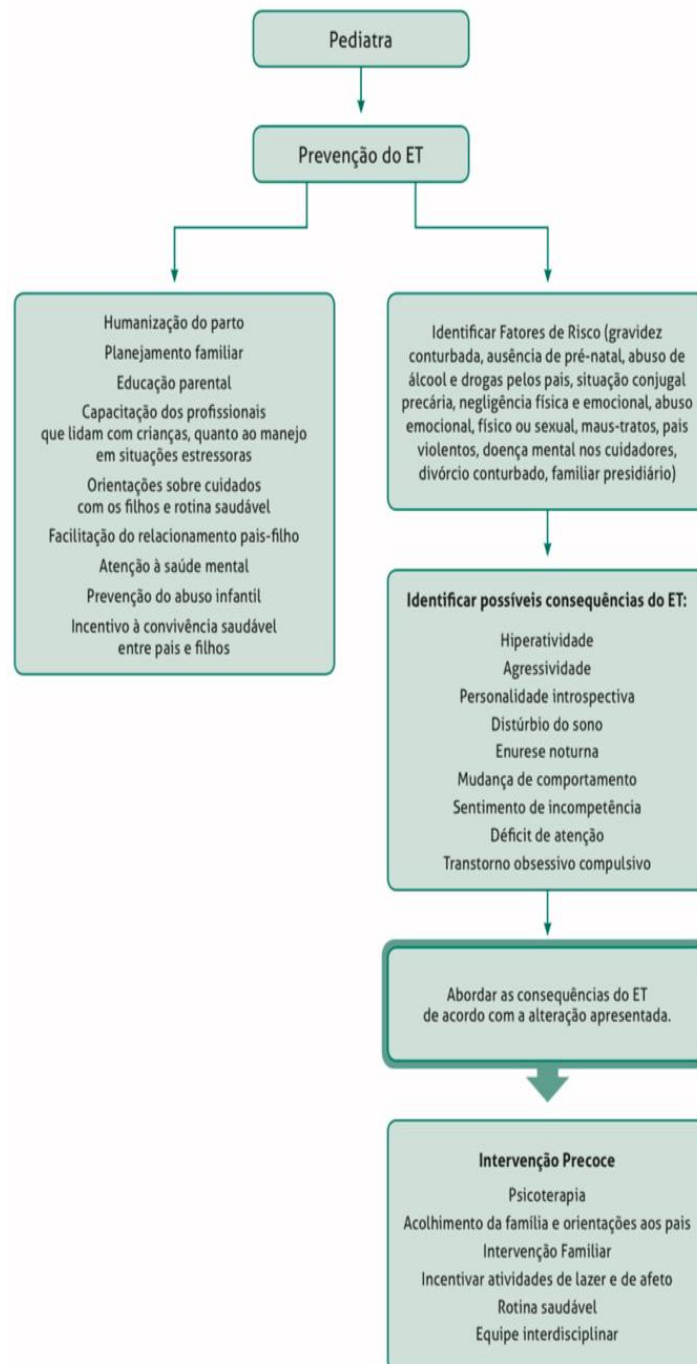 Pediatra
Prevenção do ET
Humanização do parto
Planejamento familiar
Educação parental
Capacitação dos profissionais
que lidam com crianças, quanto ao manejo
em situações estressoras
Orientações sobre cuidados
com os filhos e rotina saudável
Facilitação do relacionamento pais-filho
Atenção à saúde mental
Prevenção do abuso infantil
Incentivo à convivência saudável
entre pais e filhos
Identificar Fatores de Risco (gravidez
conturbada, ausência de pré-natal, abuso de
álcool e drogas pelos pais, situação conjugal
precária, negligência física e emocional, abuso
emocional, físico ou sexual, maus-tratos, pais
violentos, doença mental nos cuidadores,
divórcio conturbado, familiar presidiário)
Identificar possíveis consequências do ET:
Hiperatividade
Agressividade
Personalidade introspectiva
Distúrbio do sono
Enurese noturna
Mudança de comportamento
Sentimento de incompetência
Déficit de atenção
Transtorno obsessivo compulsivo
Abordar as consequências do ET
de acordo com a alteração apresentada.
Intervenção Precoce
Psicoterapia
Acolhimento da família e orientações aos pais
Intervenção Familiar
Incentivar atividades de lazer e de afeto
Rotina saudável
Equipe interdisciplinar